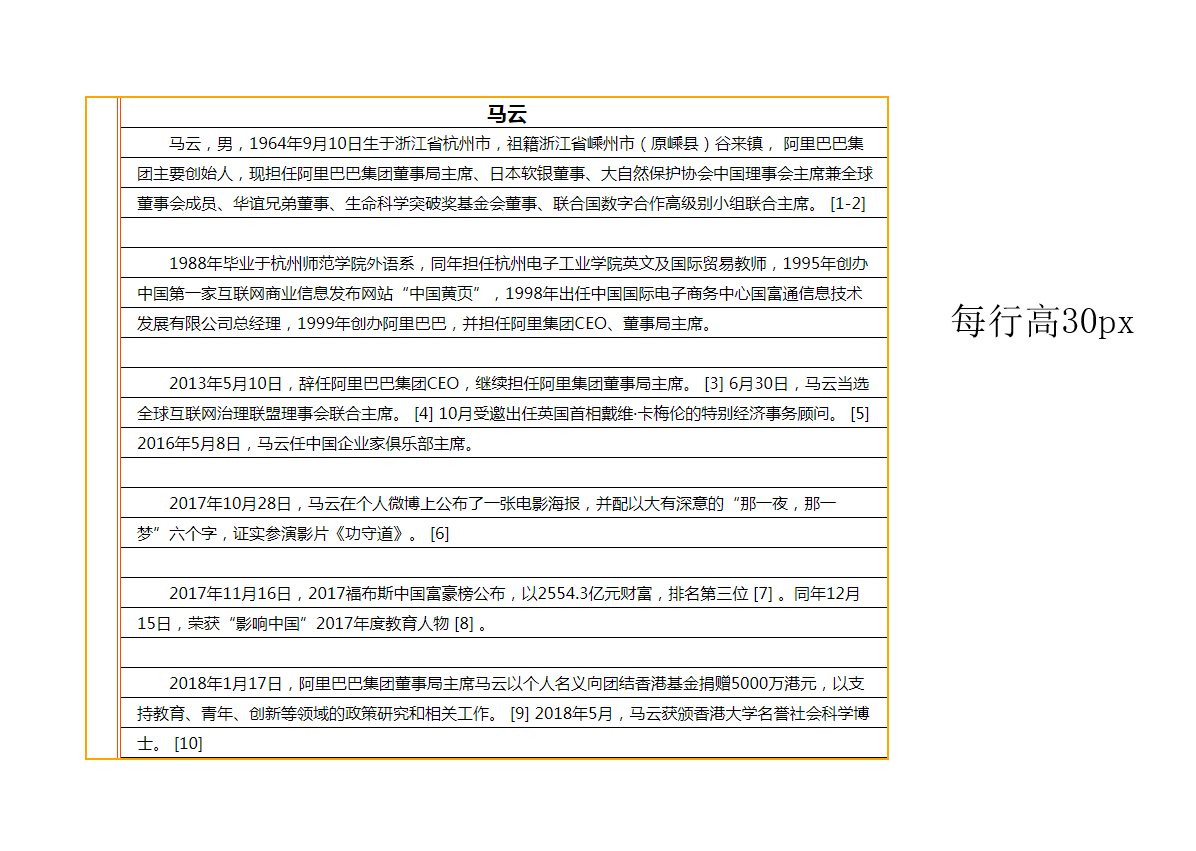 马云
马云，男，1964年9月10日生于浙江省杭州市，祖籍浙江省嵊州市（原嵊县）谷来镇， 阿里巴巴集
团主要创始人，现担任阿里巴巴集团董事局主席、日本软银董事、大自然保护协会中国理事会主席兼全球
董事会成员、华谊兄弟董事、生命科学突破奖基金会董事、联合国数字合作高级别小组联合主席。 [1-2]
1988年毕业于杭州师范学院外语系，同年担任杭州电子工业学院英文及国际贸易教师，1995年创办
中国第一家互联网商业信息发布网站“中国黄页”，1998年出任中国国际电子商务中心国富通信息技术
发展有限公司总经理，1999年创办阿里巴巴，并担任阿里集团CEO、董事局主席。
每行高30px
2013年5月10日，辞任阿里巴巴集团CEO，继续担任阿里集团董事局主席。 [3] 6月30日，马云当选
全球互联网治理联盟理事会联合主席。 [4] 10月受邀出任英国首相戴维·卡梅伦的特别经济事务顾问。 [5]
2016年5月8日，马云任中国企业家俱乐部主席。
2017年10月28日，马云在个人微博上公布了一张电影海报，并配以大有深意的“那一夜，那一
梦”六个字，证实参演影片《功守道》。 [6]
2017年11月16日，2017福布斯中国富豪榜公布，以2554.3亿元财富，排名第三位 [7] 。同年12月
15日，荣获“影响中国”2017年度教育人物 [8] 。
2018年1月17日，阿里巴巴集团董事局主席马云以个人名义向团结香港基金捐赠5000万港元，以支
持教育、青年、创新等领域的政策研究和相关工作。 [9] 2018年5月，马云获颁香港大学名誉社会科学博
士。 [10]